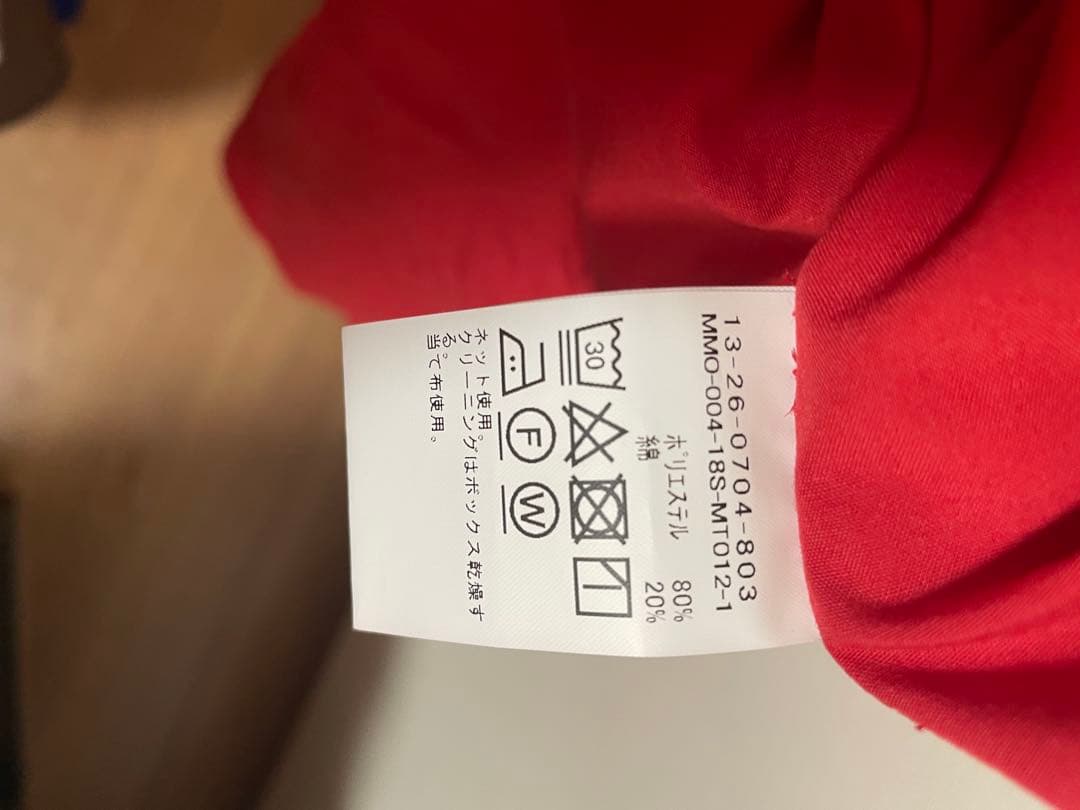 13-26-0704-803
MMO-004-18S-MT012-1
ポリエステル 80%
綿 20%
30
F W
ネット使用。
クリーニングはボックス乾燥す
る。
当て布使用。